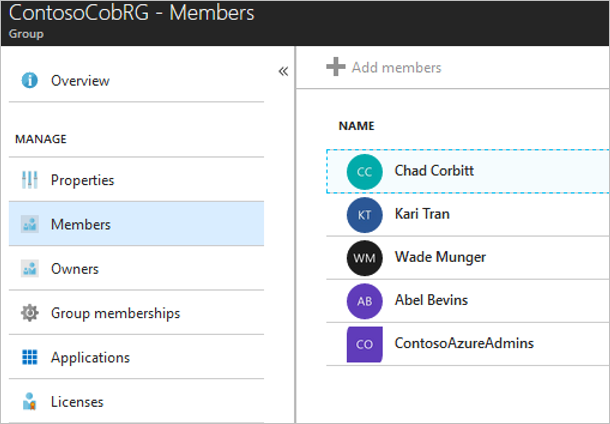 ContosoCobRG - Members
Group
Overview
MANAGE
Properties
Members
Owners
Group memberships
Applications
Licenses
«
Add members
NAME
CC Chad Corbitt
KT Kari Tran
WM Wade Munger
AB Abel Bevins
CO ContosoAzureAdmins